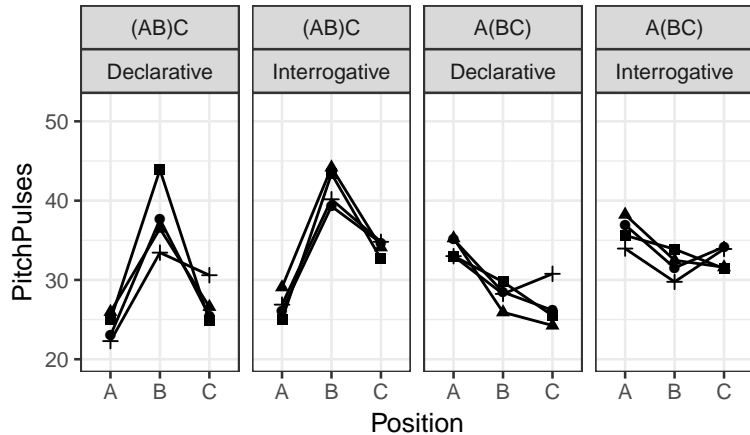 (AB)C (AB)C A(BC) A(BC)
Declarative Interrogative Declarative Interrogative
50
40
30
20
PitchPulses
A B C A B C A B C A B C
Position